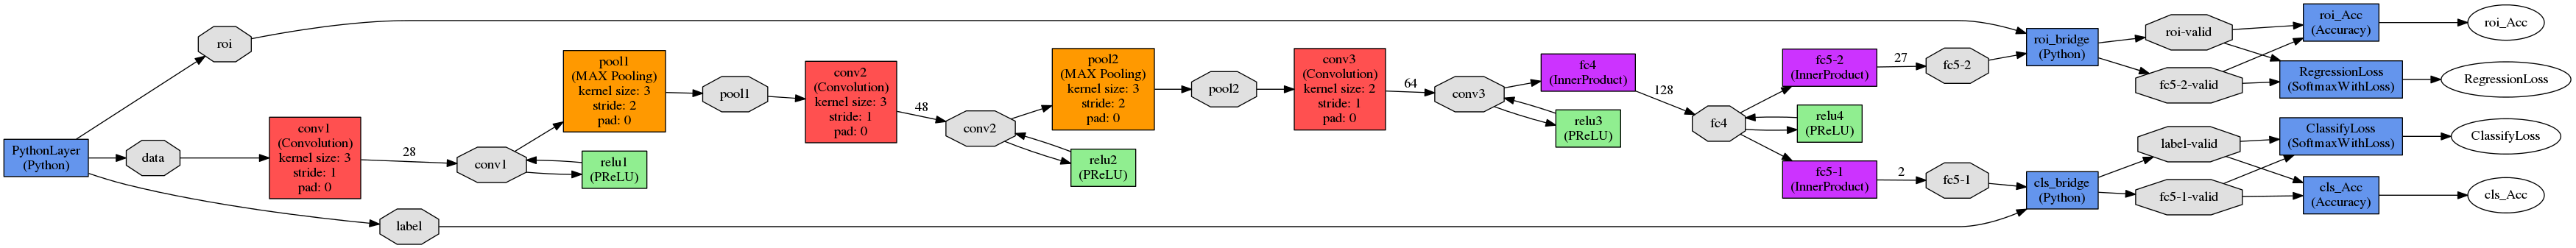 PythonLayer
(Python)
roi
data
label
conv1
(Convolution)
kernel size: 3
stride: 1
pad: 0
28
conv1
pool1
(MAX Pooling)
kernel size: 3
stride: 2
pad: 0
relu1
(PReLU)
pool1
conv2
(Convolution)
kernel size: 3
stride: 1
pad: 0
48
conv2
pool2
(MAX Pooling)
kernel size: 3
stride: 2
pad: 0
relu2
(PReLU)
pool2
conv3
(Convolution)
kernel size: 2
stride: 1
pad: 0
64
conv3
fc4
(InnerProduct)
relu3
(PReLU)
128
fc4
fc5-2
(InnerProduct)
relu4
(PReLU)
fc5-1
(InnerProduct)
27
fc5-2
2
fc5-1
roi_bridge
(Python)
cls_bridge
(Python)
roi-valid
fc5-2-valid
label-valid
fc5-1-valid
roi_Acc
(Accuracy)
RegressionLoss
(SoftmaxWithLoss)
ClassifyLoss
(SoftmaxWithLoss)
cls_Acc
(Accuracy)
roi_Acc
RegressionLoss
ClassifyLoss
cls_Acc